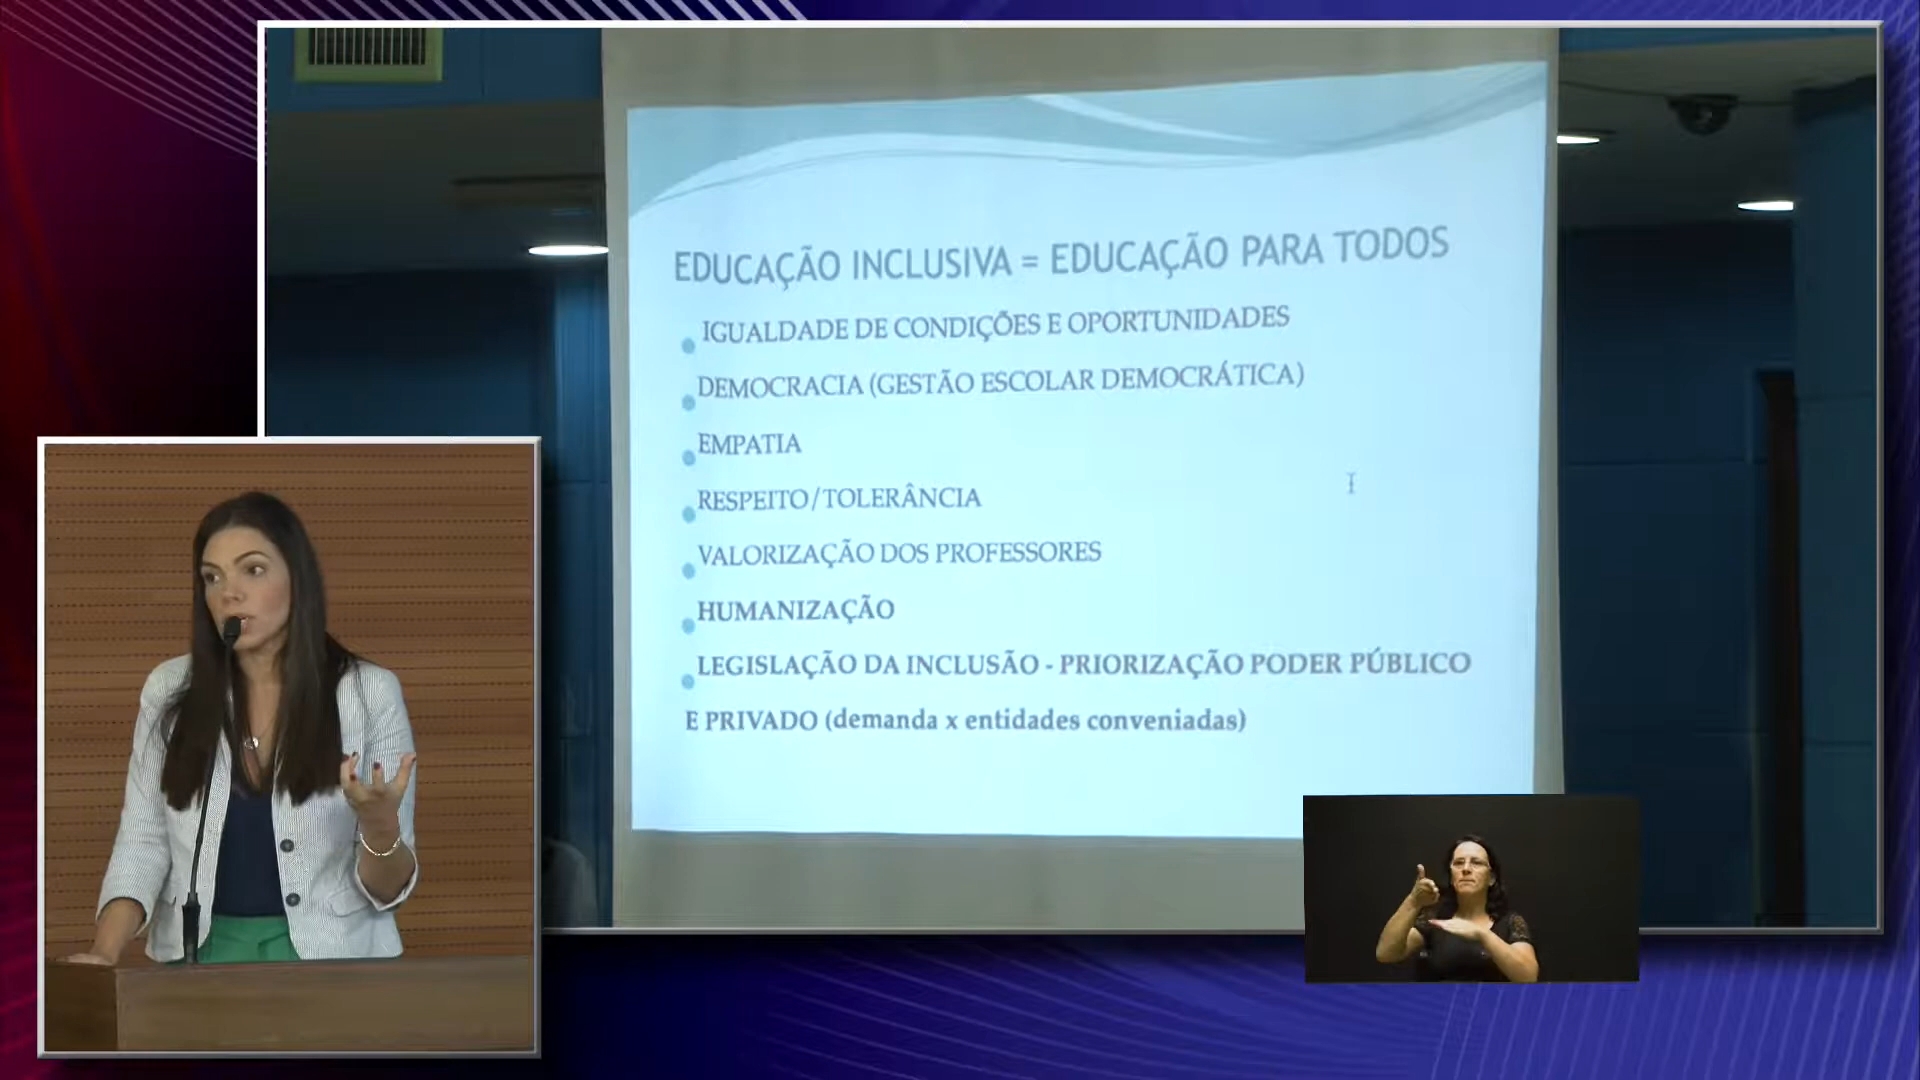 EDUCAÇÃO INCLUSIVA = EDUCAÇÃO PARA TODOS
IGUALDADE DE CONDIÇÕES E OPORTUNIDADES
DEMOCRACIA (GESTÃO ESCOLAR DEMOCRÁTICA)
EMPATIA
RESPEITO/TOLERÂNCIA
VALORIZAÇÃO DOS PROFESSORES
HUMANIZAÇÃO
LEGISLAÇÃO DA INCLUSÃO - PRIORIZAÇÃO PODER PÚBLICO
E PRIVADO (demanda x entidades conveniadas)